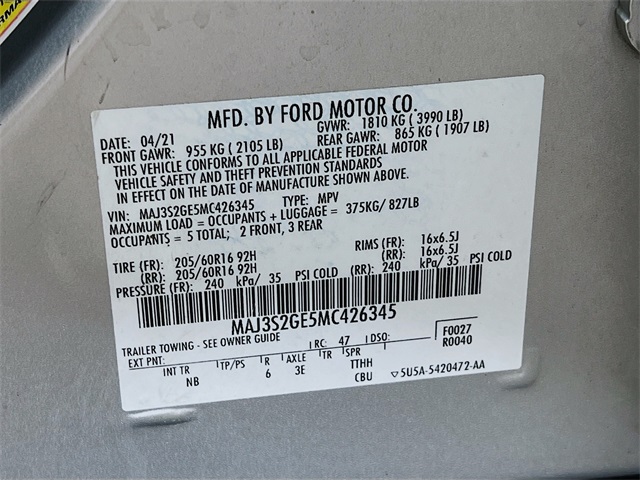 MFD. BY FORD MOTOR CO.
DATE: 04/21 GVWR: 1810 KG ( 3990 LB)
FRONT GAWR: 955 KG ( 2105 LB) REAR GAWR: 865 KG ( 1907 LB)
THIS VEHICLE CONFORMS TO ALL APPLICABLE FEDERAL MOTOR
VEHICLE SAFETY AND THEFT PREVENTION STANDARDS
IN EFFECT ON THE DATE OF MANUFACTURE SHOWN ABOVE.
VIN: MAJ3S2GE5MC426345 TYPE: MPV
MAXIMUM LOAD = OCCUPANTS + LUGGAGE = 375KG/ 827LB
OCCUPANTS = 5 TOTAL; 2 FRONT, 3 REAR
TIRE (FR): 205/60R16 92H RIMS (FR): 16x6.5J
(RR): 205/60R16 92H (RR): 16x6.5J
PRESSURE (FR): 240 kPa/ 35 PSI COLD (RR): 240 kPa/ 35 PSI COLD
MAJ3S2GE5MC426345
TRAILER TOWING - SEE OWNER GUIDE
EXT PNT: RC: 47 DSO: F0027
R0040
INT TR TP/PS R AXLE TR SPR
NB 6 3E TTHH
CBU
▽5U5A-5420472-AA